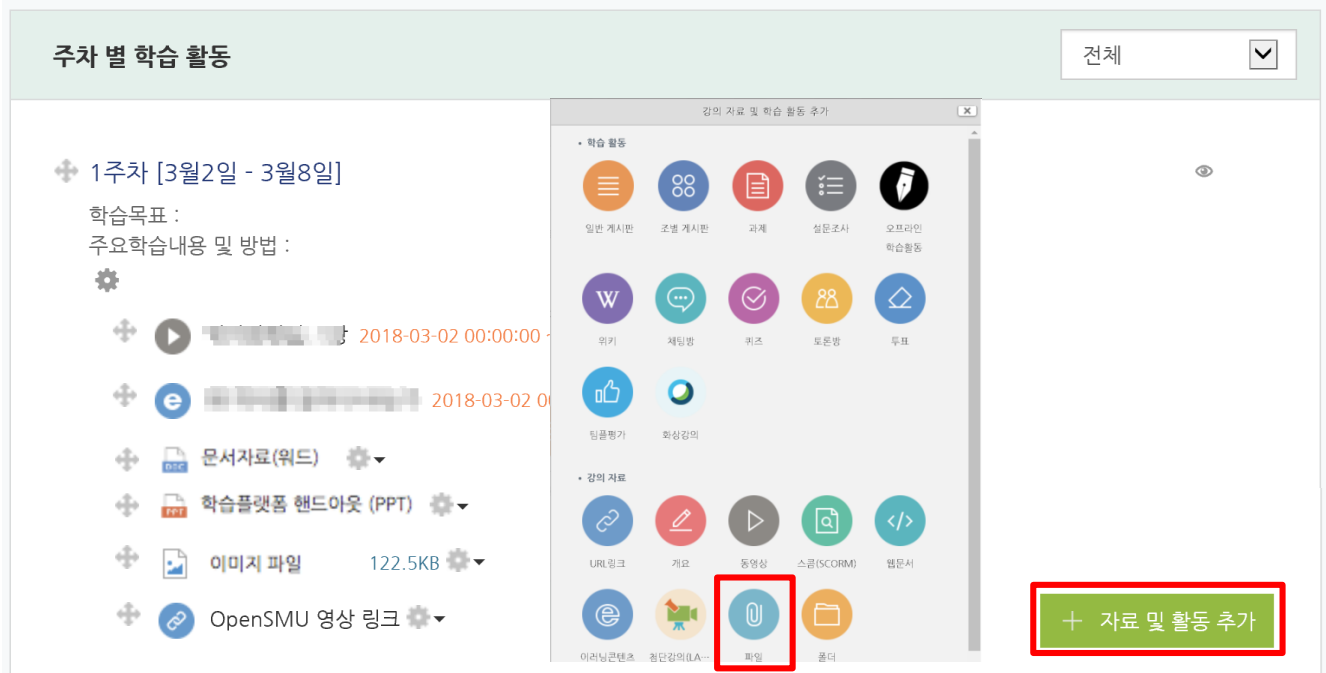 주차 별 학습 활동
전체
1주차 [3월2일 - 3월8일]
학습목표 :
주요학습내용 및 방법 :
2018-03-02 00:00:00 ~
2018-03-02
문서자료(워드)
학습플랫폼 핸드아웃 (PPT)
이미지 파일 122.5KB
OpenSMU 영상 링크
강의 자료 및 학습 활동 추가
• 학습 활동
일반 게시판 조별 게시판 과제 설문조사 오프라인
학습활동
위키 채팅방 퀴즈 토론방 투표
팀플평가 화상강의
• 강의 자료
URL링크 개요 동영상 스콤(SCORM) 웹문서
이러닝콘텐츠 첨단강의(LA··· 파일 폴더
+ 자료 및 활동 추가